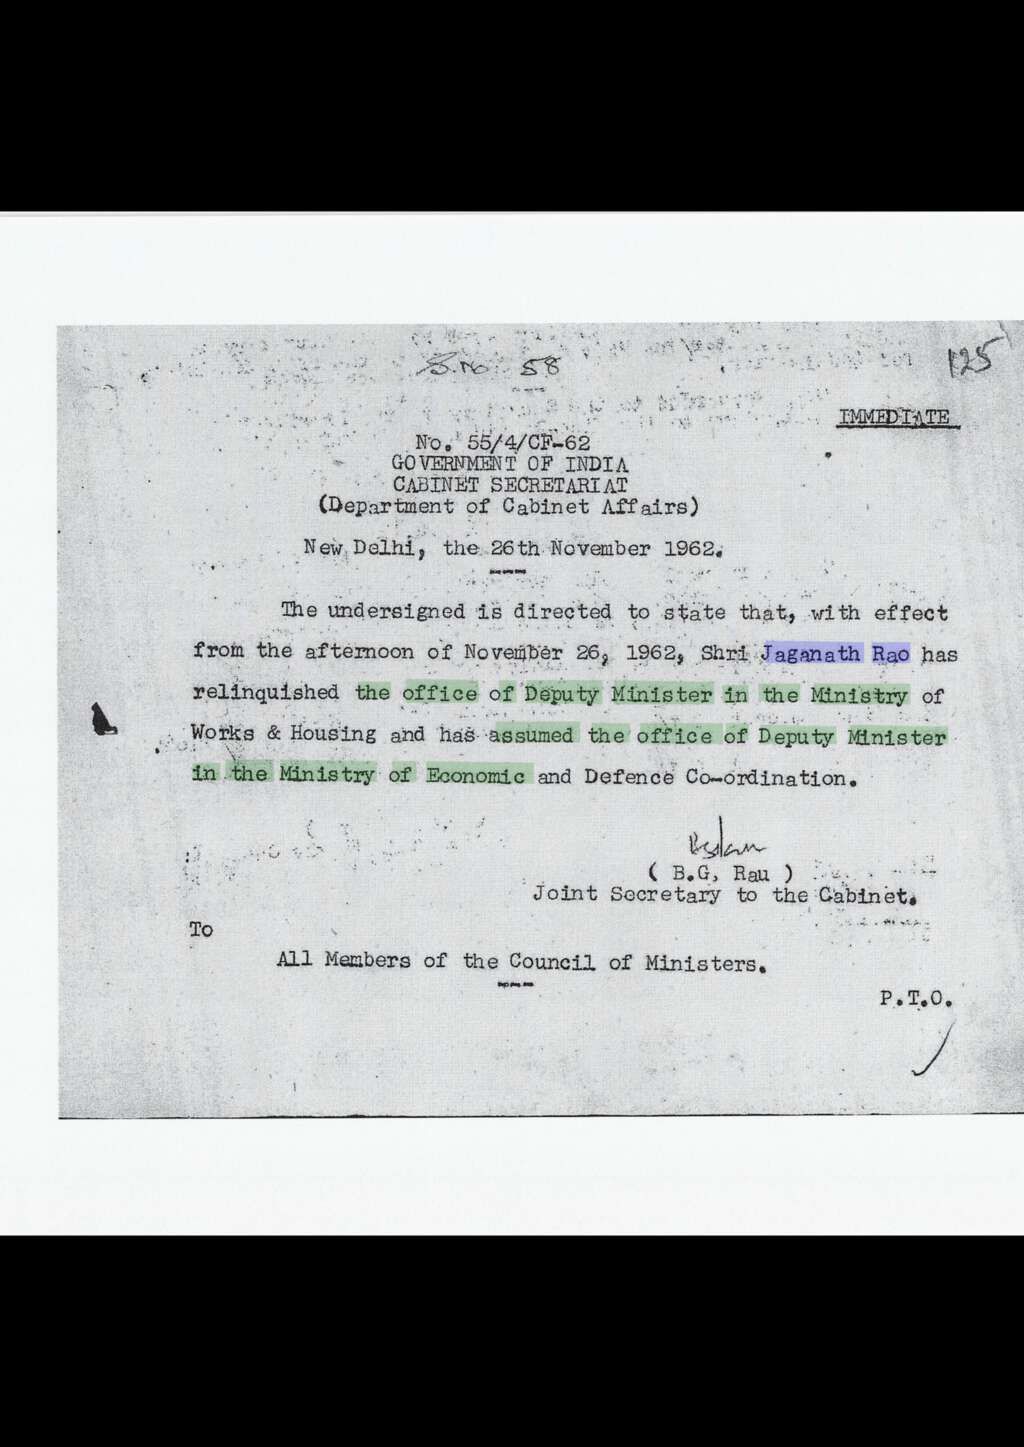 S.No 58
125
IMMEDIATE
No. 55/4/CF-62
GOVERNMENT OF INDIA
CABINET SECRETARIAT
(Department of Cabinet Affairs)
New Delhi, the 26th November 1962.
The undersigned is directed to state that, with effect
from the afternoon of November 26, 1962, Shri Jaganath Rao has
relinquished the office of Deputy Minister in the Ministry of
Works & Housing and has assumed the office of Deputy Minister
in the Ministry of Economic and Defence Co-ordination.
( B.G, Rau )
Joint Secretary to the Cabinet.
To
All Members of the Council of Ministers.
P.T.O.